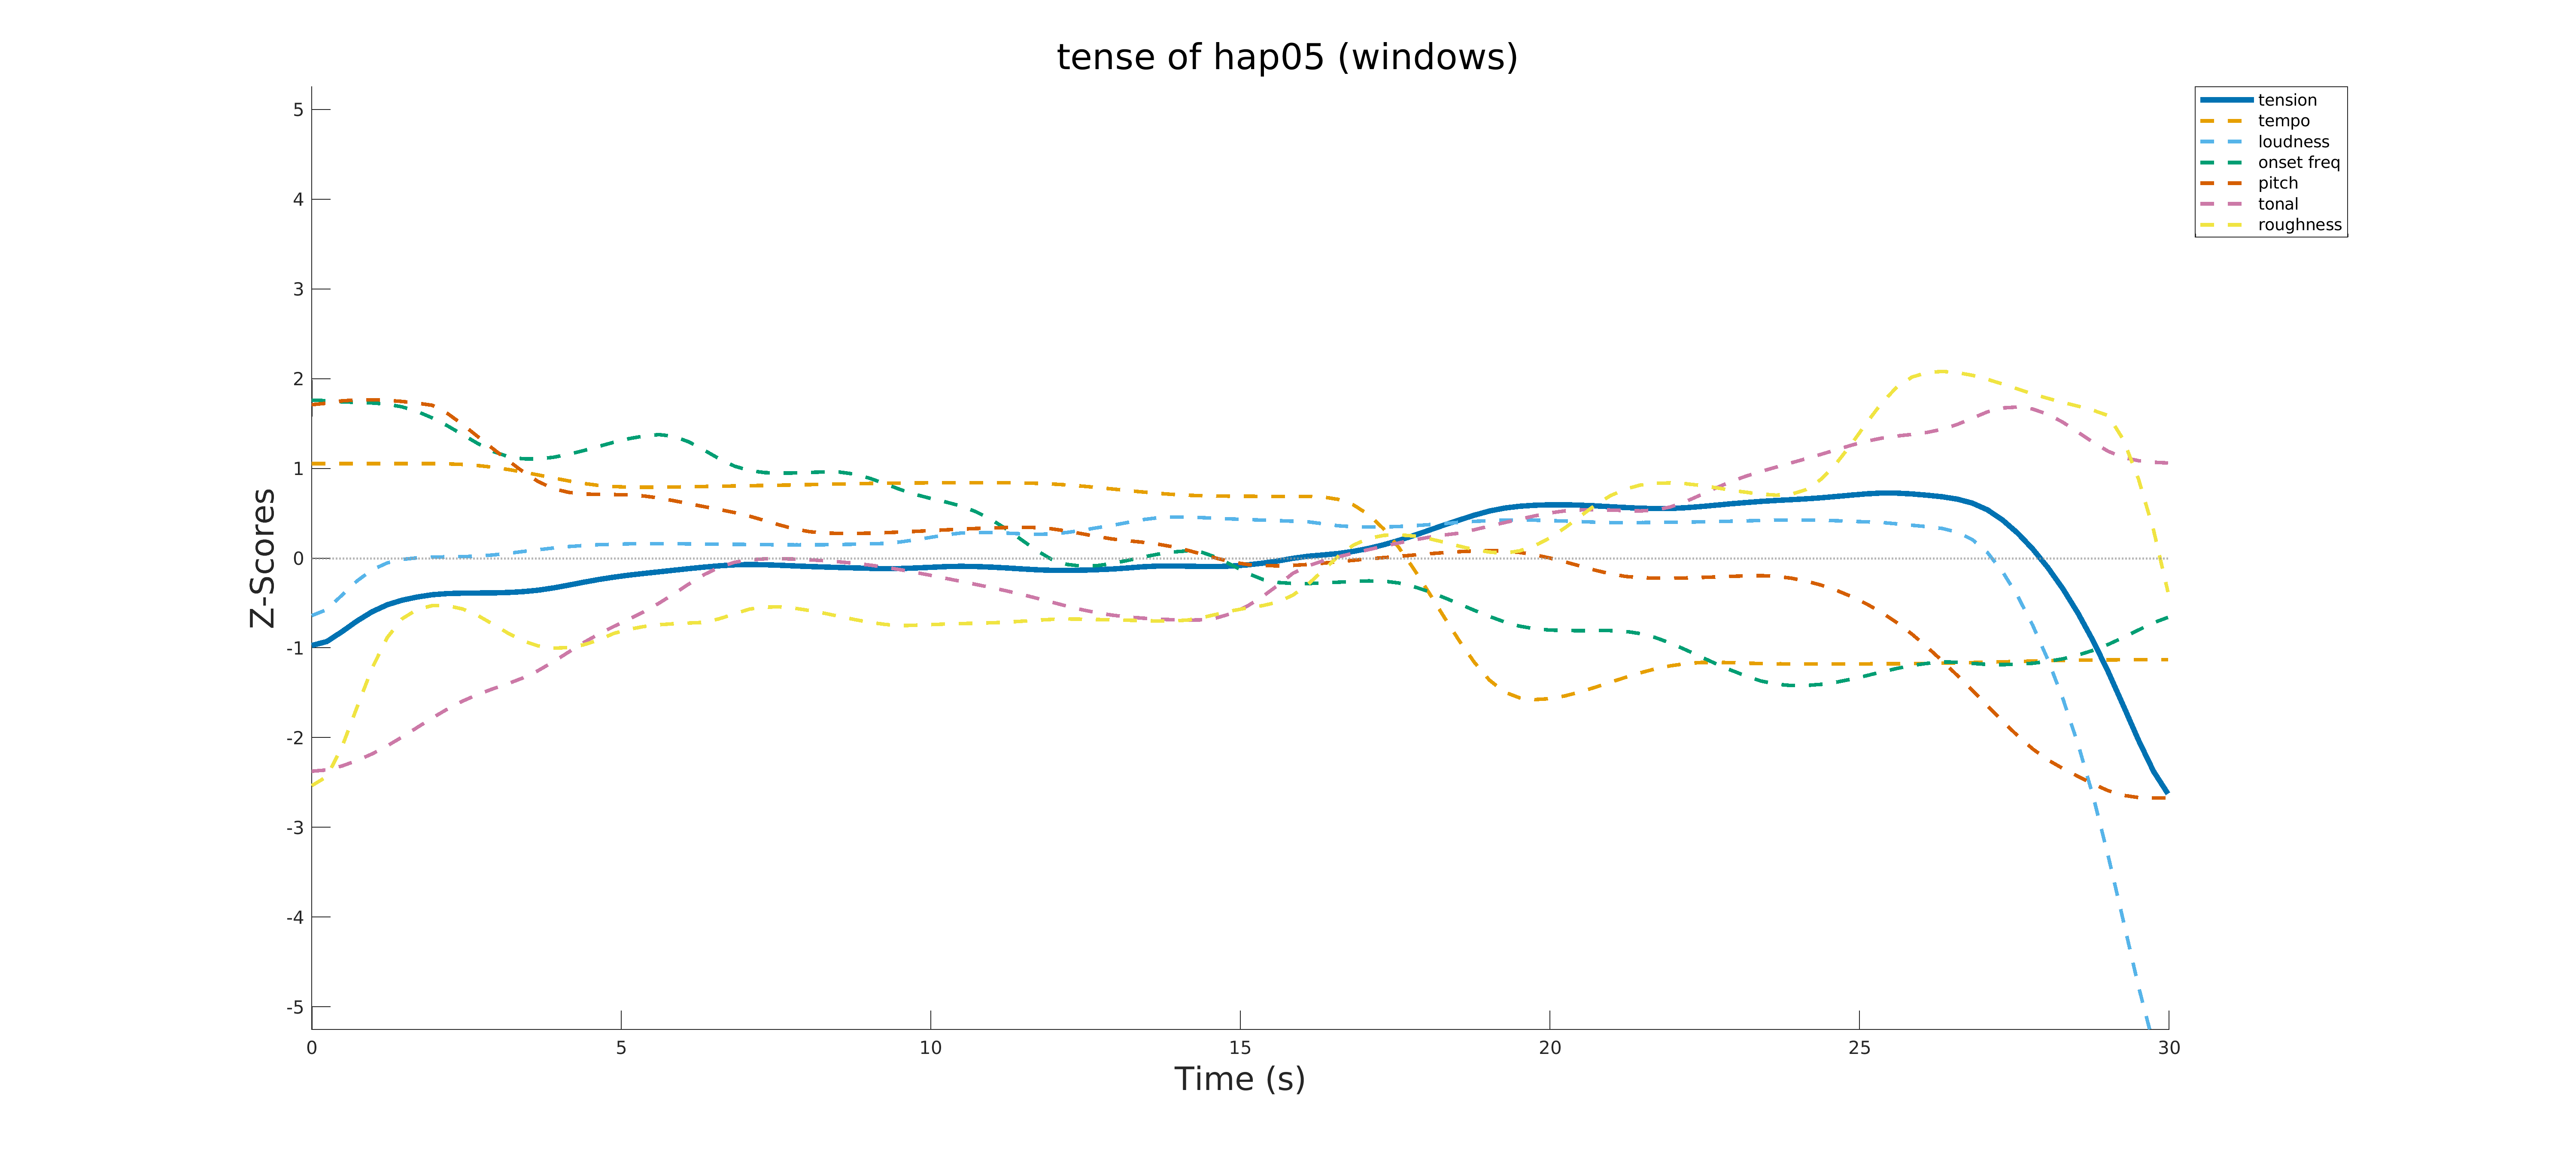 tense of hap05 (windows)
tension
tempo
loudness
onset freq
pitch
tonal
roughness
Z-Scores
5
4
3
2
1
0
-1
-2
-3
-4
-5
0 5 10 15 20 25 30
Time (s)